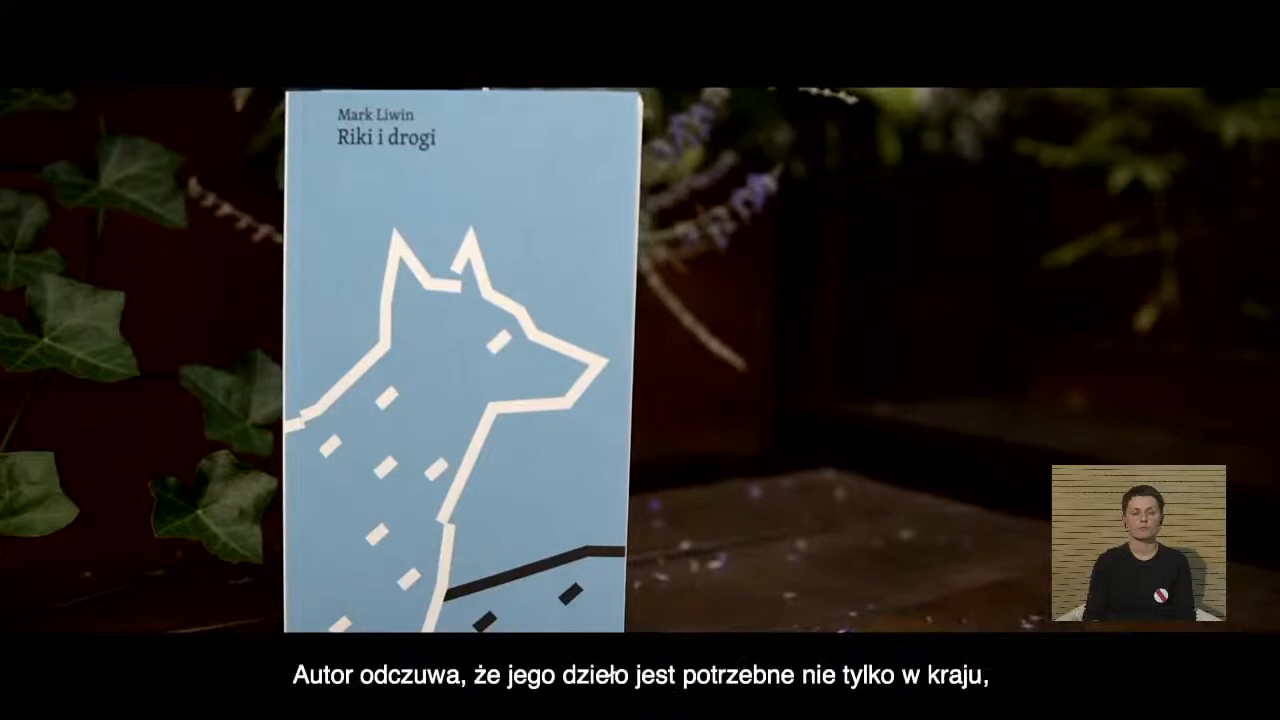 Mark Liwin
Riki i drogi
Autor odczuwa, że jego dzieło jest potrzebne nie tylko w kraju,